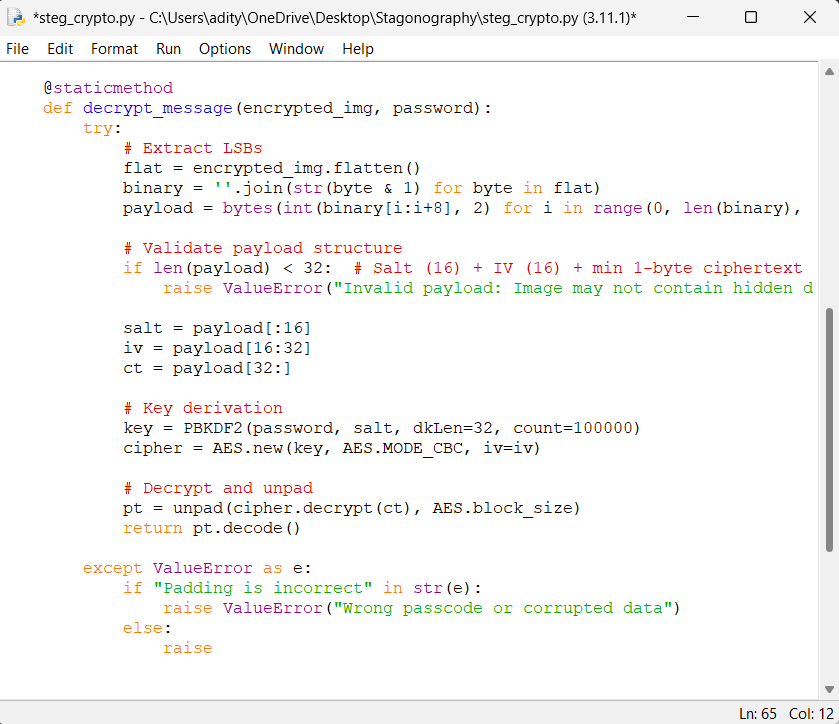 *steg_crypto.py - C:\Users\adity\OneDrive\Desktop\Stagonography\steg_crypto.py (3.11.1)*
File Edit Format Run Options Window Help
@staticmethod
def decrypt_message(encrypted_img, password):
try:
# Extract LSBs
flat = encrypted_img.flatten()
binary = ''.join(str(byte & 1) for byte in flat)
payload = bytes(int(binary[i:i+8], 2) for i in range(0, len(binary),
# Validate payload structure
if len(payload) < 32:  # Salt (16) + IV (16) + min 1-byte ciphertext
raise ValueError("Invalid payload: Image may not contain hidden d
salt = payload[:16]
iv = payload[16:32]
ct = payload[32:]
# Key derivation
key = PBKDF2(password, salt, dkLen=32, count=100000)
cipher = AES.new(key, AES.MODE_CBC, iv=iv)
# Decrypt and unpad
pt = unpad(cipher.decrypt(ct), AES.block_size)
return pt.decode()
except ValueError as e:
if "Padding is incorrect" in str(e):
raise ValueError("Wrong passcode or corrupted data")
else:
raise
Ln: 65 Col: 12